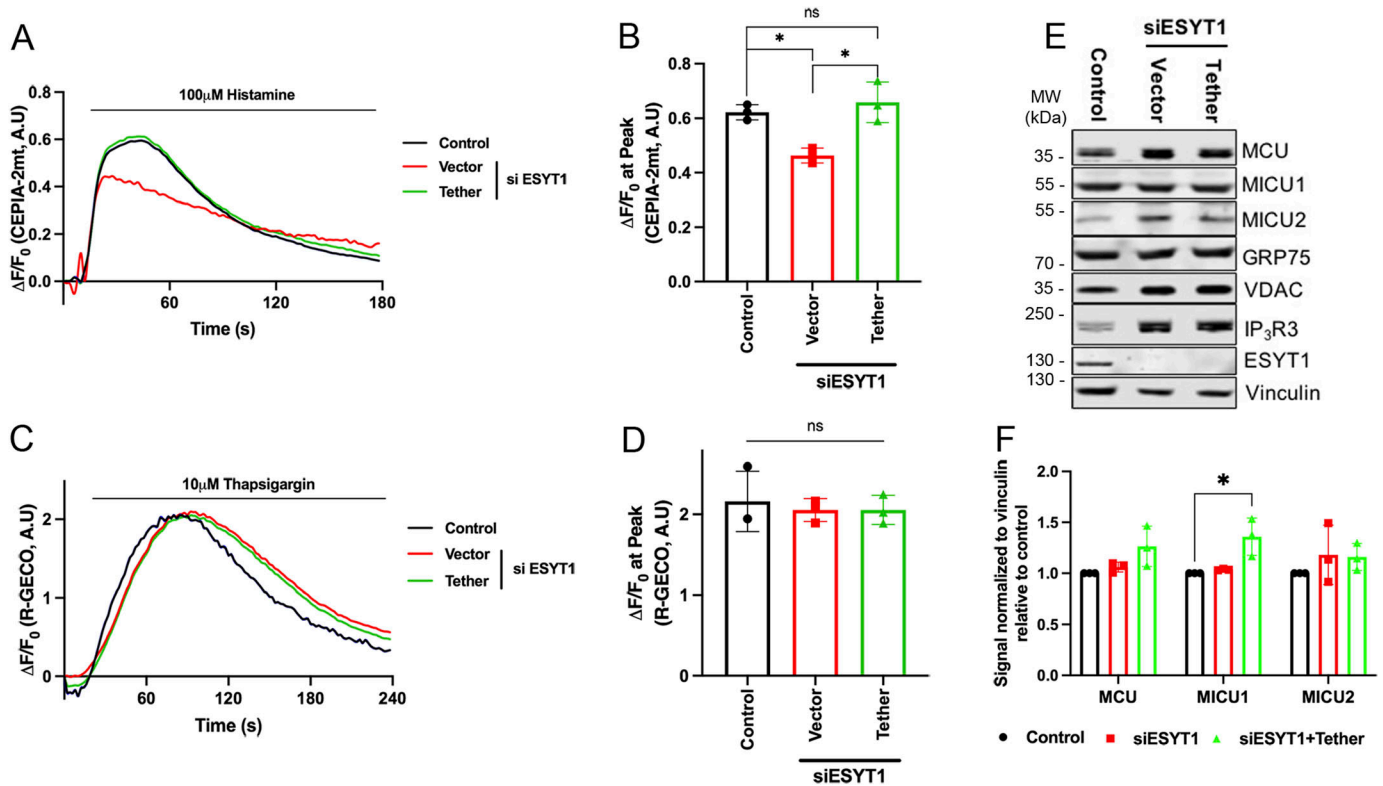 A
ΔF/F₀ (CEPIA-2mt, A.U)
0.8
0.6
0.4
0.2
0.0
100μM Histamine
60
120
180
Time (s)
Control
Vector
Tether
si ESYT1
B
ΔF/F₀ at Peak
(CEPIA-2mt, A.U)
0.8
0.6
0.4
0.2
0.0
ns
*
*
Control
Vector
Tether
siESYT1
E
siESYT1
Control
Vector
Tether
MW
(kDa)
35 -
MCU
55 -
MICU1
55 -
MICU2
70 -
GRP75
35 -
VDAC
250 -
IP₃R3
130 -
ESYT1
130 -
Vinculin
C
ΔF/F₀ (R-GECO, A.U)
2
1
0
10μM Thapsigargin
60
120
180
240
Time (s)
Control
Vector
Tether
si ESYT1
D
ΔF/F₀ at Peak
(R-GECO, A.U)
2
1
0
ns
Control
Vector
Tether
siESYT1
F
Signal normalized to vinculin
relative to control
2.0
1.5
1.0
0.5
0.0
*
MCU
MICU1
MICU2
Control
siESYT1
siESYT1+Tether